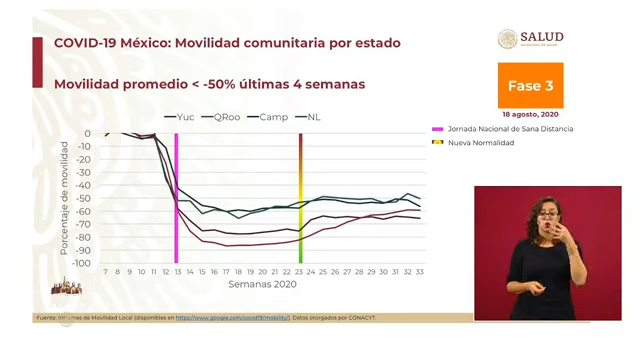 COVID-19 México: Movilidad comunitaria por estado
SALUD
SECRETARÍA DE SALUD
Movilidad promedio < -50% últimas 4 semanas
Fase 3
18 agosto, 2020
Yuc QRoo Camp NL
Jornada Nacional de Sana Distancia
Nueva Normalidad
Porcentaje de movilidad
0
-10
-20
-30
-40
-50
-60
-70
-80
-90
-100
7 8 9 10 11 12 13 14 15 16 17 18 19 20 21 22 23 24 25 26 27 28 29 30 31 32 33
Semanas 2020
Fuente: Informes de Movilidad Local (disponibles en https://www.google.com/covid19/mobility/). Datos otorgados por CONACYT.